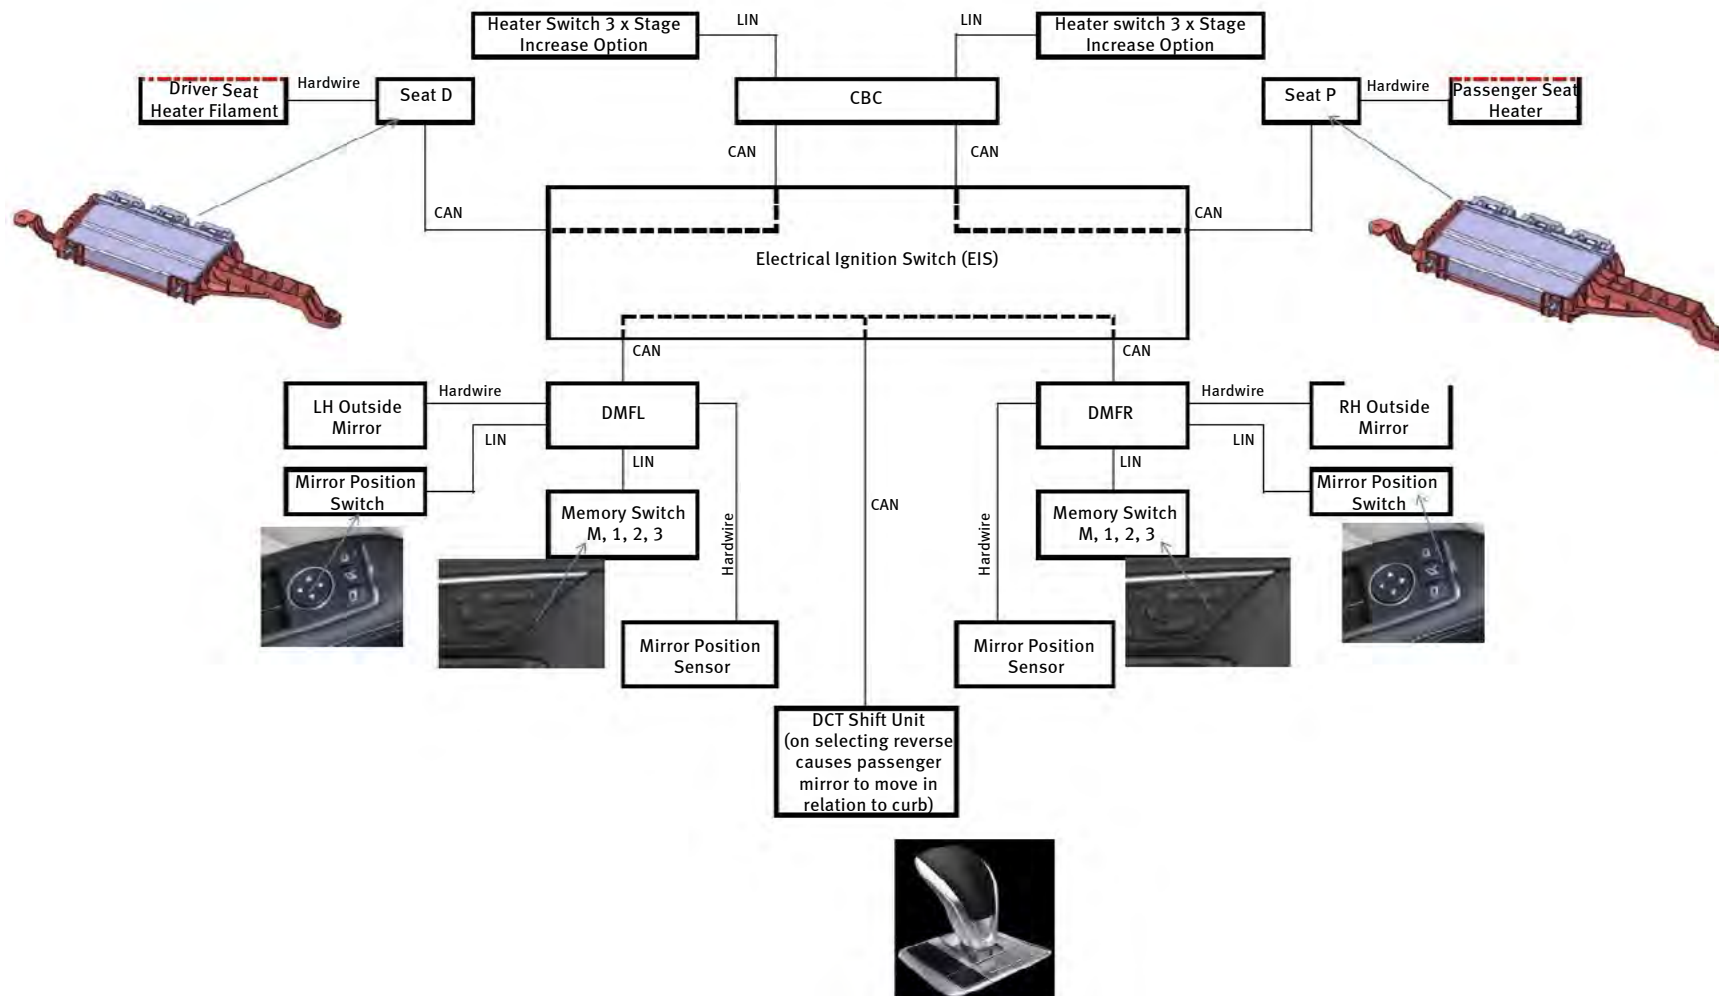 Heater Switch 3 x Stage
Increase Option
LIN
LIN
Heater switch 3 x Stage
Increase Option
Driver Seat
Heater Filament
Hardwire
Seat D
CBC
Seat P
Hardwire
Passenger Seat
Heater
CAN
CAN
CAN
CAN
Electrical Ignition Switch (EIS)
CAN
CAN
LH Outside
Mirror
Hardwire
DMFL
DMFR
Hardwire
RH Outside
Mirror
LIN
LIN
Mirror Position
Switch
LIN
LIN
Mirror Position
Switch
Memory Switch
M, 1, 2, 3
CAN
Memory Switch
M, 1, 2, 3
Hardwire
Hardwire
Mirror Position
Sensor
Mirror Position
Sensor
DCT Shift Unit
(on selecting reverse
causes passenger
mirror to move in
relation to curb)